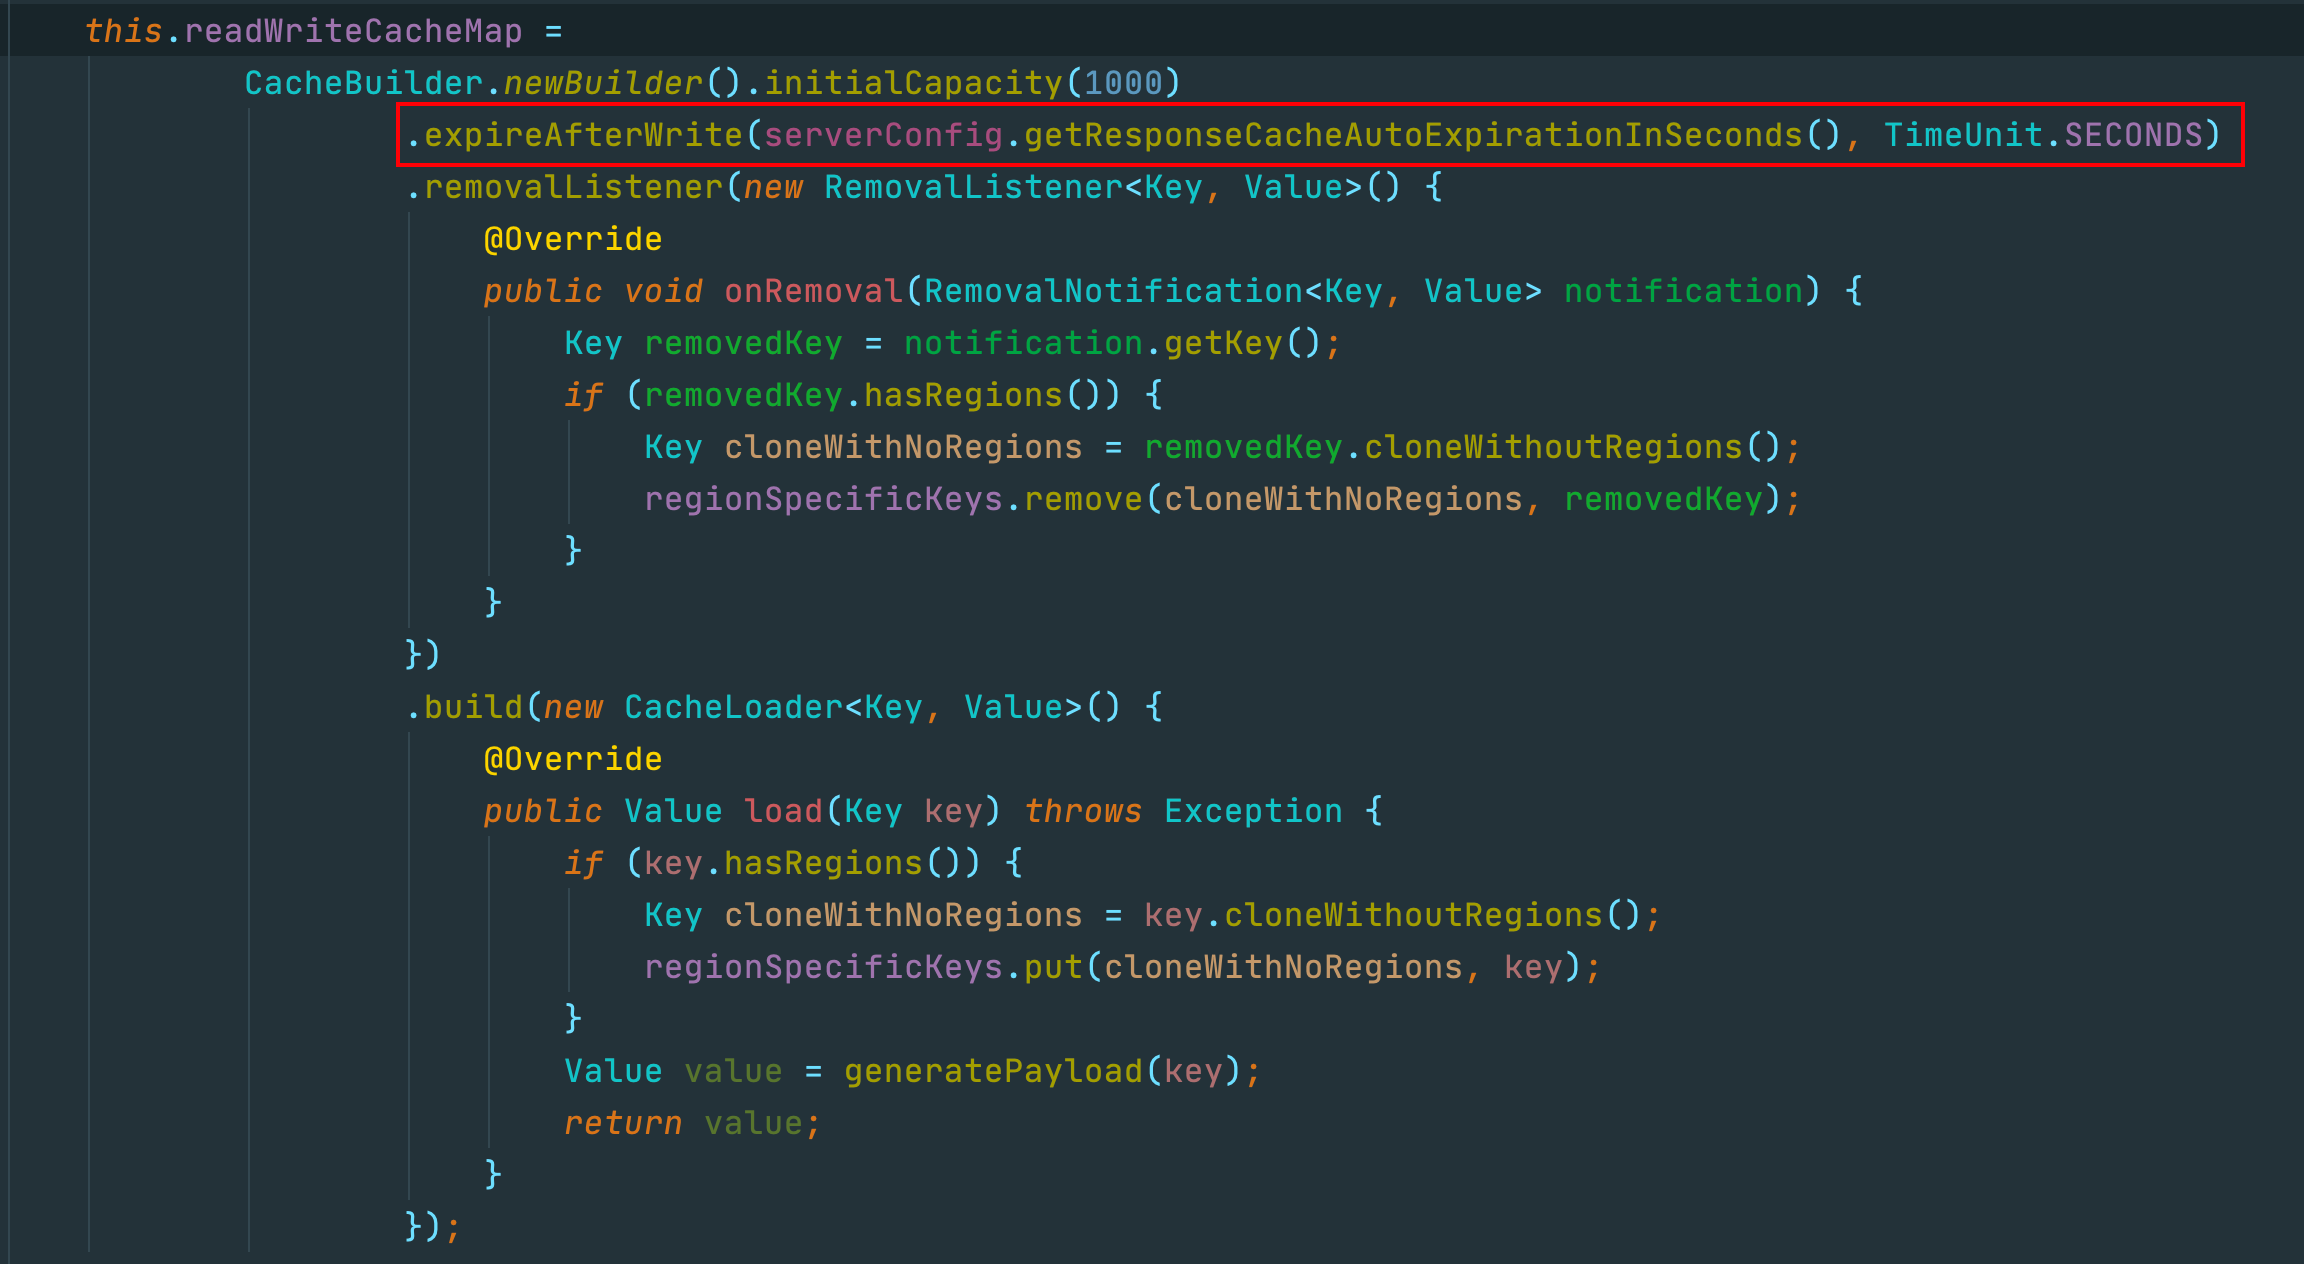 this.readWriteCacheMap =
CacheBuilder.newBuilder().initialCapacity(1000)
.expireAfterWrite(serverConfig.getResponseCacheAutoExpirationInSeconds(), TimeUnit.SECONDS)
.removalListener(new RemovalListener<Key, Value>() {
@Override
public void onRemoval(RemovalNotification<Key, Value> notification) {
Key removedKey = notification.getKey();
if (removedKey.hasRegions()) {
Key cloneWithNoRegions = removedKey.cloneWithoutRegions();
regionSpecificKeys.remove(cloneWithNoRegions, removedKey);
}
}
})
.build(new CacheLoader<Key, Value>() {
@Override
public Value load(Key key) throws Exception {
if (key.hasRegions()) {
Key cloneWithNoRegions = key.cloneWithoutRegions();
regionSpecificKeys.put(cloneWithNoRegions, key);
}
Value value = generatePayload(key);
return value;
}
});